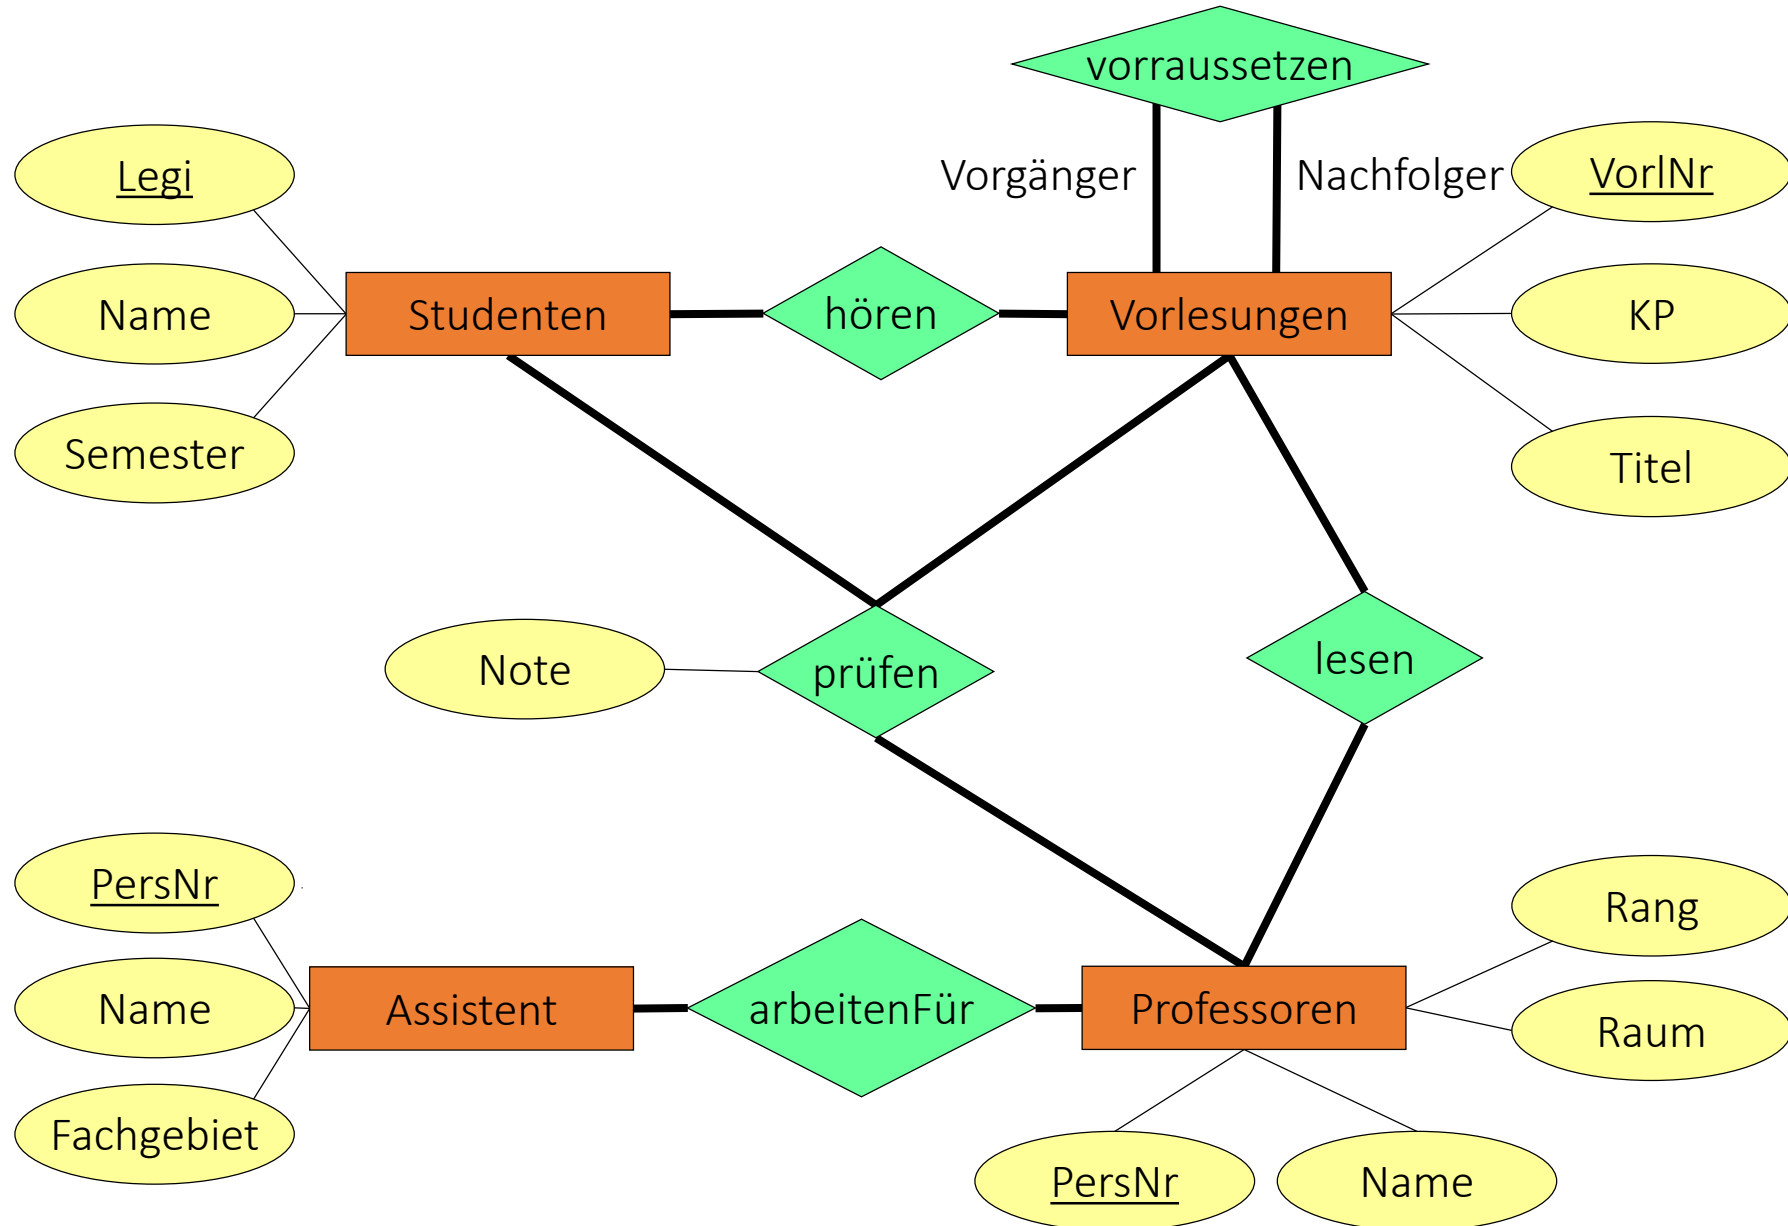 vorraussetzen
Legi
Vorgänger
Nachfolger
VorlNr
Name
Studenten
hören
Vorlesungen
KP
Semester
Titel
Note
prüfen
lesen
PersNr
Rang
Name
Assistent
arbeitenFür
Professoren
Raum
Fachgebiet
PersNr
Name